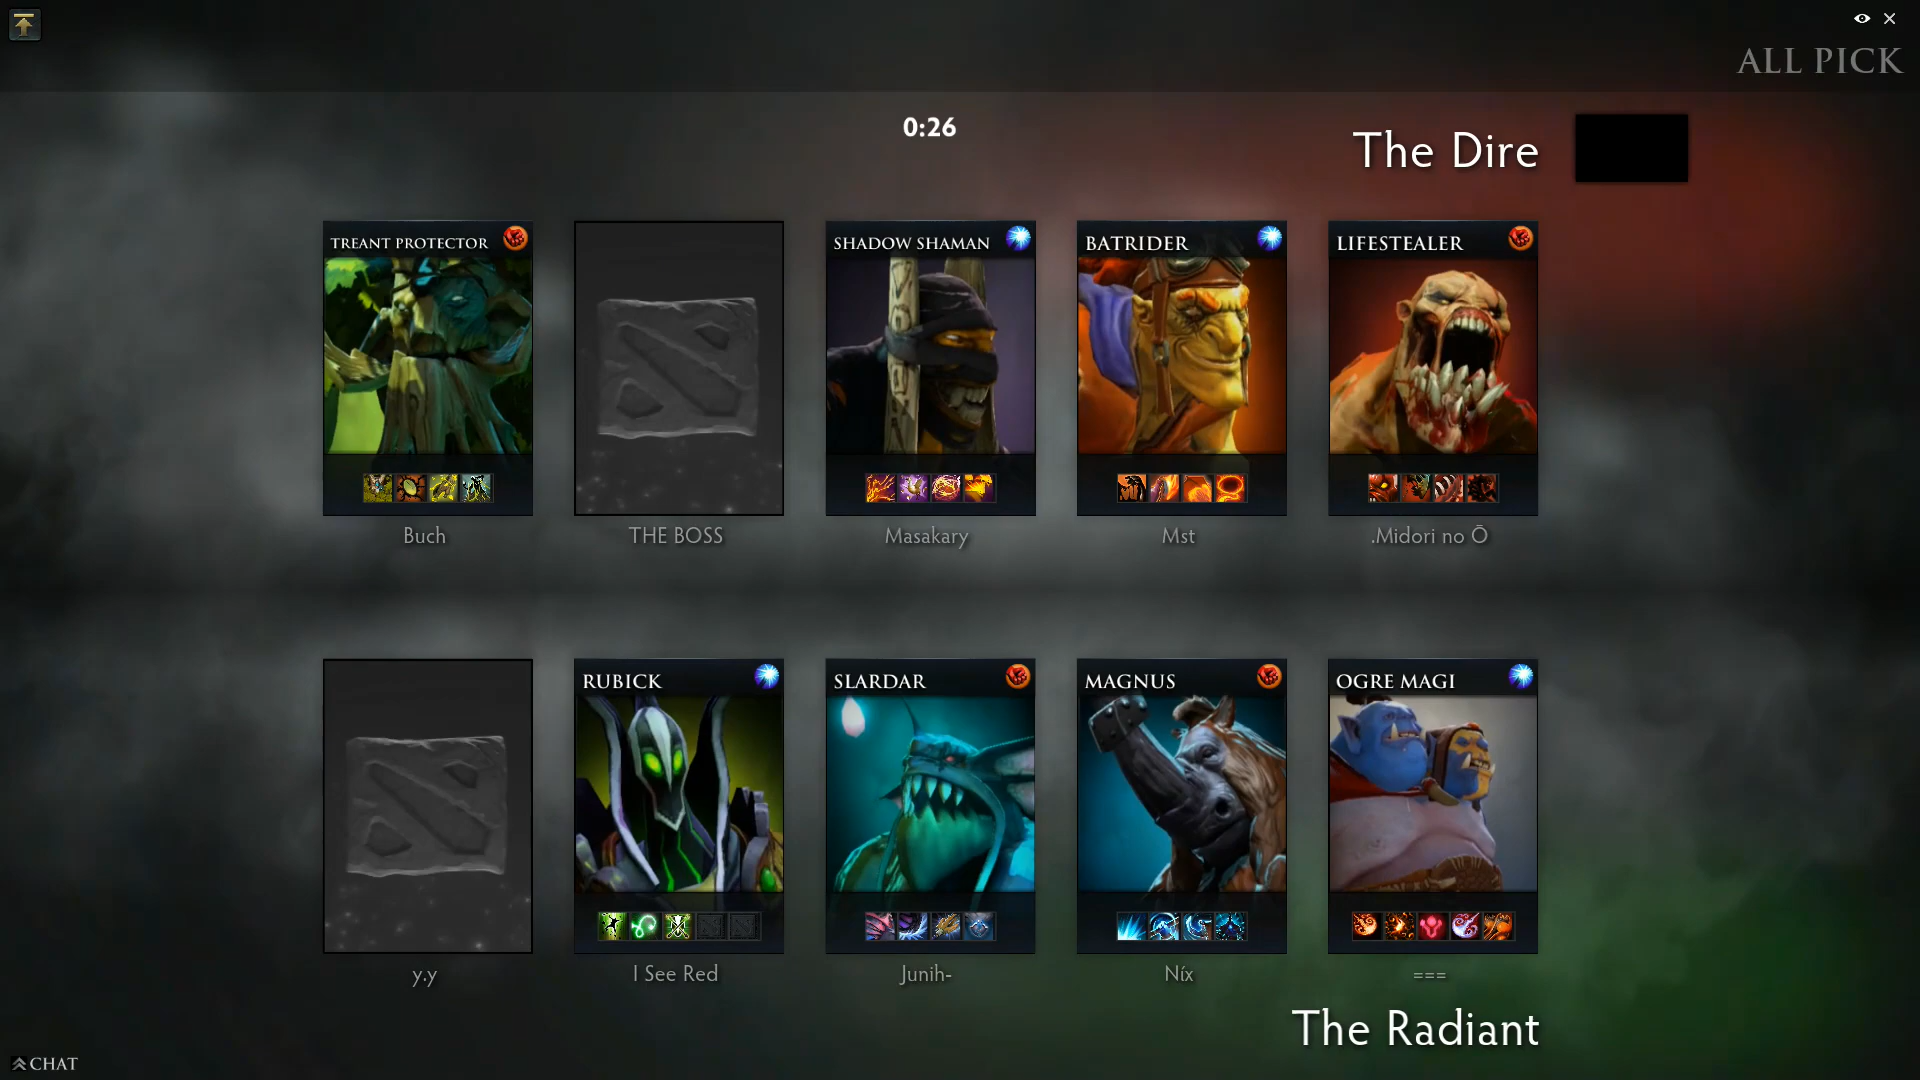 ALL PICK
0:26
The Dire
TREANT PROTECTOR
SHADOW SHAMAN
BATRIDER
LIFESTEALER
Buch
THE BOSS
Masakary
Mst
.Midori no Ō
RUBICK
SLARDAR
MAGNUS
OGRE MAGI
y.y
I See Red
Junih-
Níx
===
The Radiant
CHAT